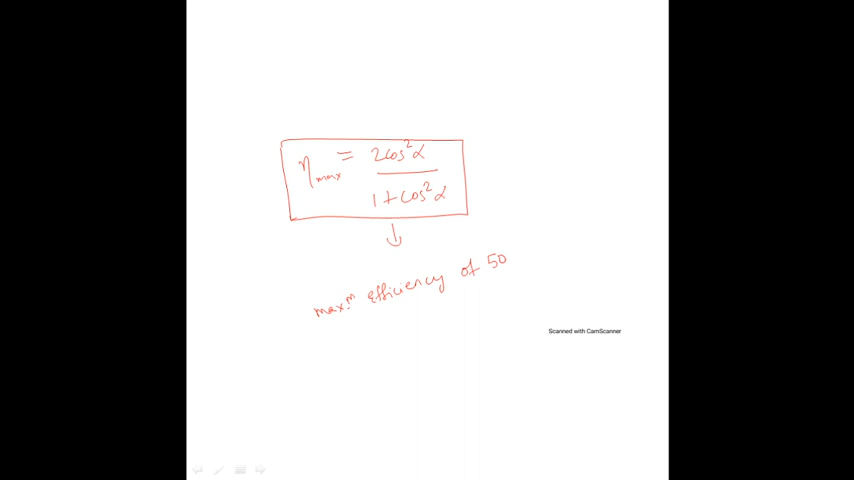 η_max = 2cos²α / 1+cos²α
↓
max.ᵐ efficiency of 50
Scanned with CamScanner